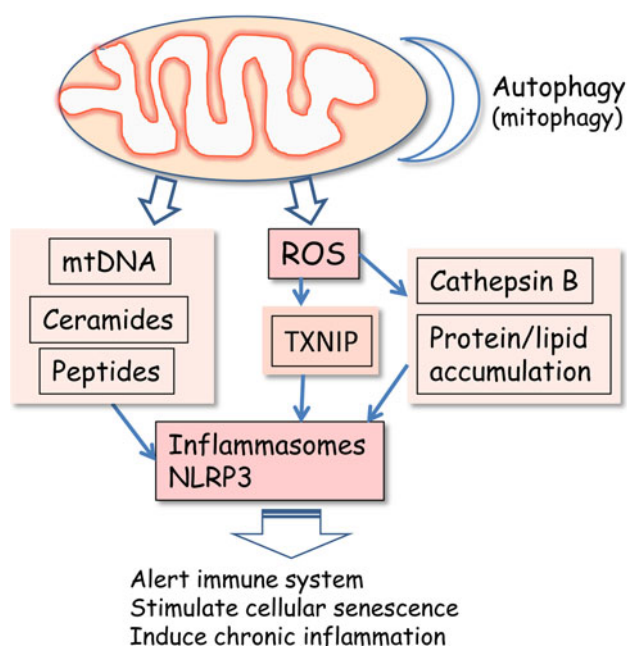 Autophagy
(mitophagy)
mtDNA
Ceramides
Peptides
ROS
TXNIP
Cathepsin B
Protein/lipid
accumulation
Inflammasomes
NLRP3
Alert immune system
Stimulate cellular senescence
Induce chronic inflammation